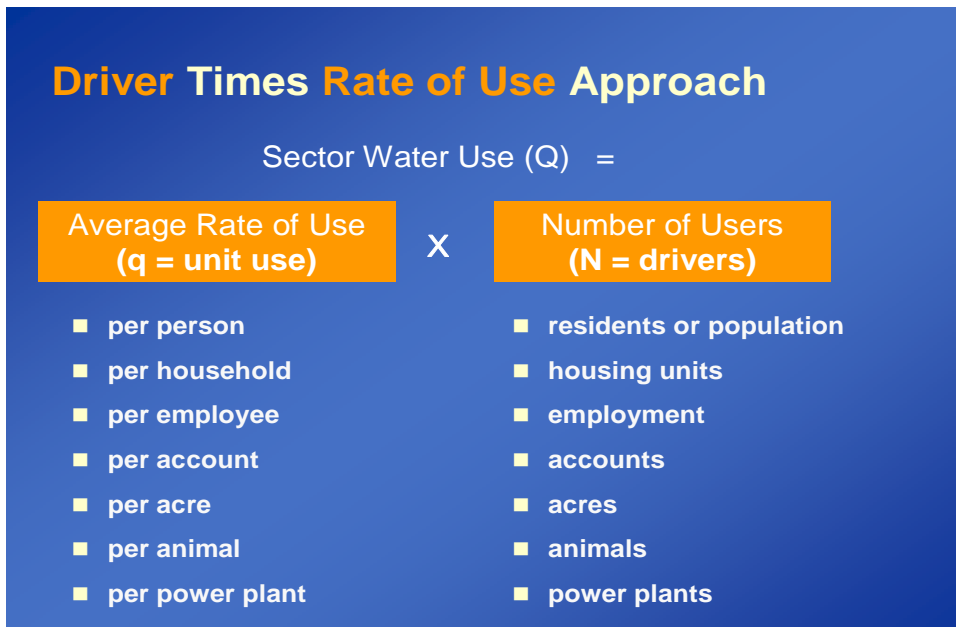 Driver Times Rate of Use Approach
Sector Water Use (Q) =
Average Rate of Use
(q = unit use)
x
Number of Users
(N = drivers)
per person
per household
per employee
per account
per acre
per animal
per power plant
residents or population
housing units
employment
accounts
acres
animals
power plants